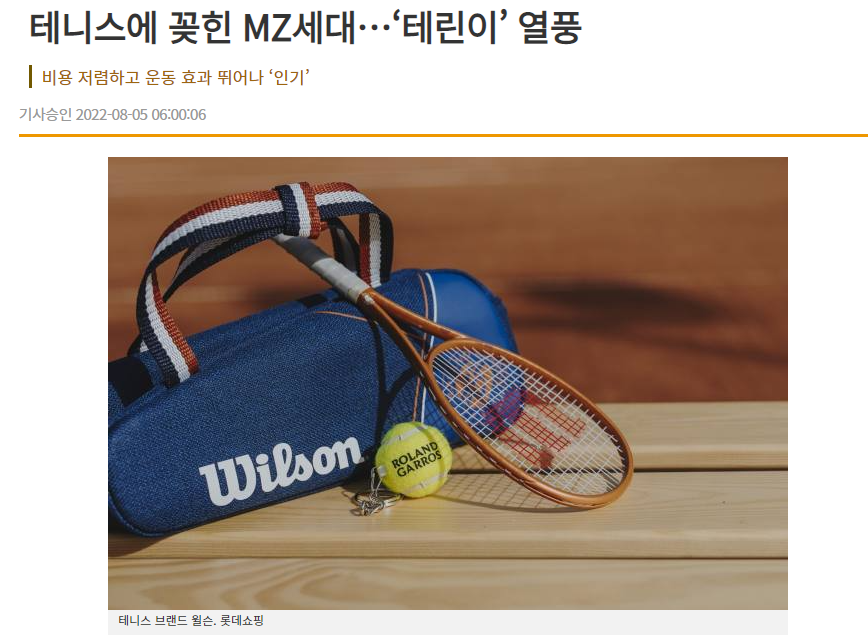 테니스에 꽂힌 MZ세대…‘테린이’ 열풍
비용 저렴하고 운동 효과 뛰어나 ‘인기’
기사승인 2022-08-05 06:00:06
Wilson
ROLAND
GARROS
테니스 브랜드 윌슨. 롯데쇼핑